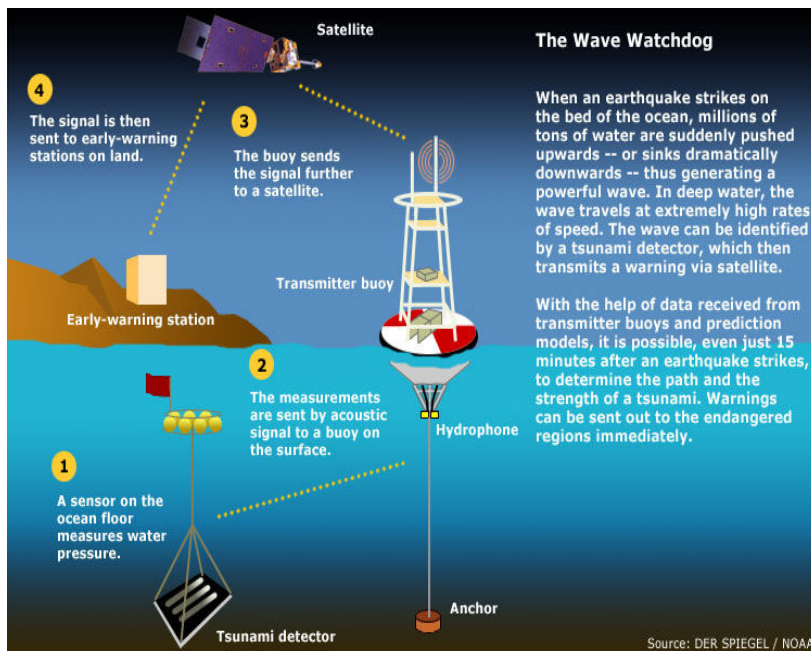 Satellite
The Wave Watchdog
4
The signal is then
sent to early-warning
stations on land.
3
The buoy sends
the signal further
to a satellite.
When an earthquake strikes on
the bed of the ocean, millions of
tons of water are suddenly pushed
upwards -- or sinks dramatically
downwards -- thus generating a
powerful wave. In deep water, the
wave travels at extremely high rates
of speed. The wave can be identified
by a tsunami detector, which then
transmits a warning via satellite.
Transmitter buoy
Early-warning station
With the help of data received from
transmitter buoys and prediction
models, it is possible, even just 15
minutes after an earthquake strikes,
to determine the path and the
strength of a tsunami. Warnings
can be sent out to the endangered
regions immediately.
2
The measurements
are sent by acoustic
signal to a buoy on
the surface.
Hydrophone
1
A sensor on the
ocean floor
measures water
pressure.
Tsunami detector
Anchor
Source: DER SPIEGEL / NOAA